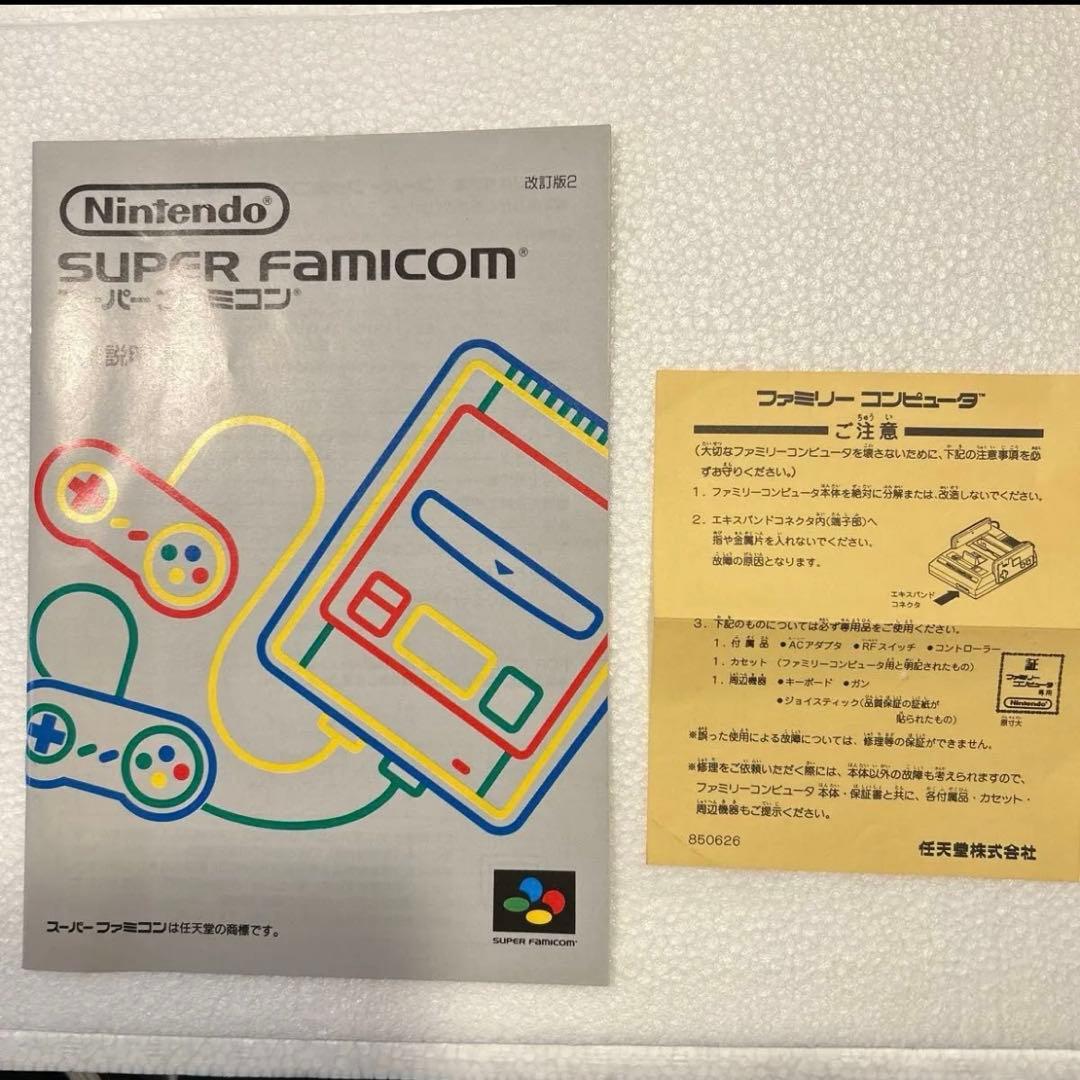 Nintendo®
改訂版2
SUPER FAMICOM®
スーパーファミコン®
説
スーパーファミコンは任天堂の商標です。
SUPER FAMICOM®
ファミリー コンピュータ™
ちゅう い
ご注意
(大切なファミリーコンピュータを壊さないために、下記の注意事項を必
ずお守りください。)
1. ファミリーコンピュータ本体を絶対に分解または、改造しないでください。
2. エキスパンドコネクタ内(端子部)へ
指や金属片を入れないでください。
故障の原因となります。
エキスパンド
コネクタ
3. 下記のものについては必ず専用品をご使用ください。
1. 付属品 ●ACアダプタ ●RFスイッチ ●コントローラー
1. カセット (ファミリーコンピュータ用と明記されたもの)
1. 周辺機器 ●キーボード ●ガン
●ジョイスティック(品質保証の証紙が
貼られたもの)
証
ファミリー
コンピュータ
専用
Nintendo
原寸大
※誤った使用による故障については、修理等の保証ができません。
※修理をご依頼いただく際には、本体以外の故障も考えられますので、
ファミリーコンピュータ 本体・保証書と共に、各付属品・カセット・
周辺機器もご提示ください。
850626
任天堂株式会社